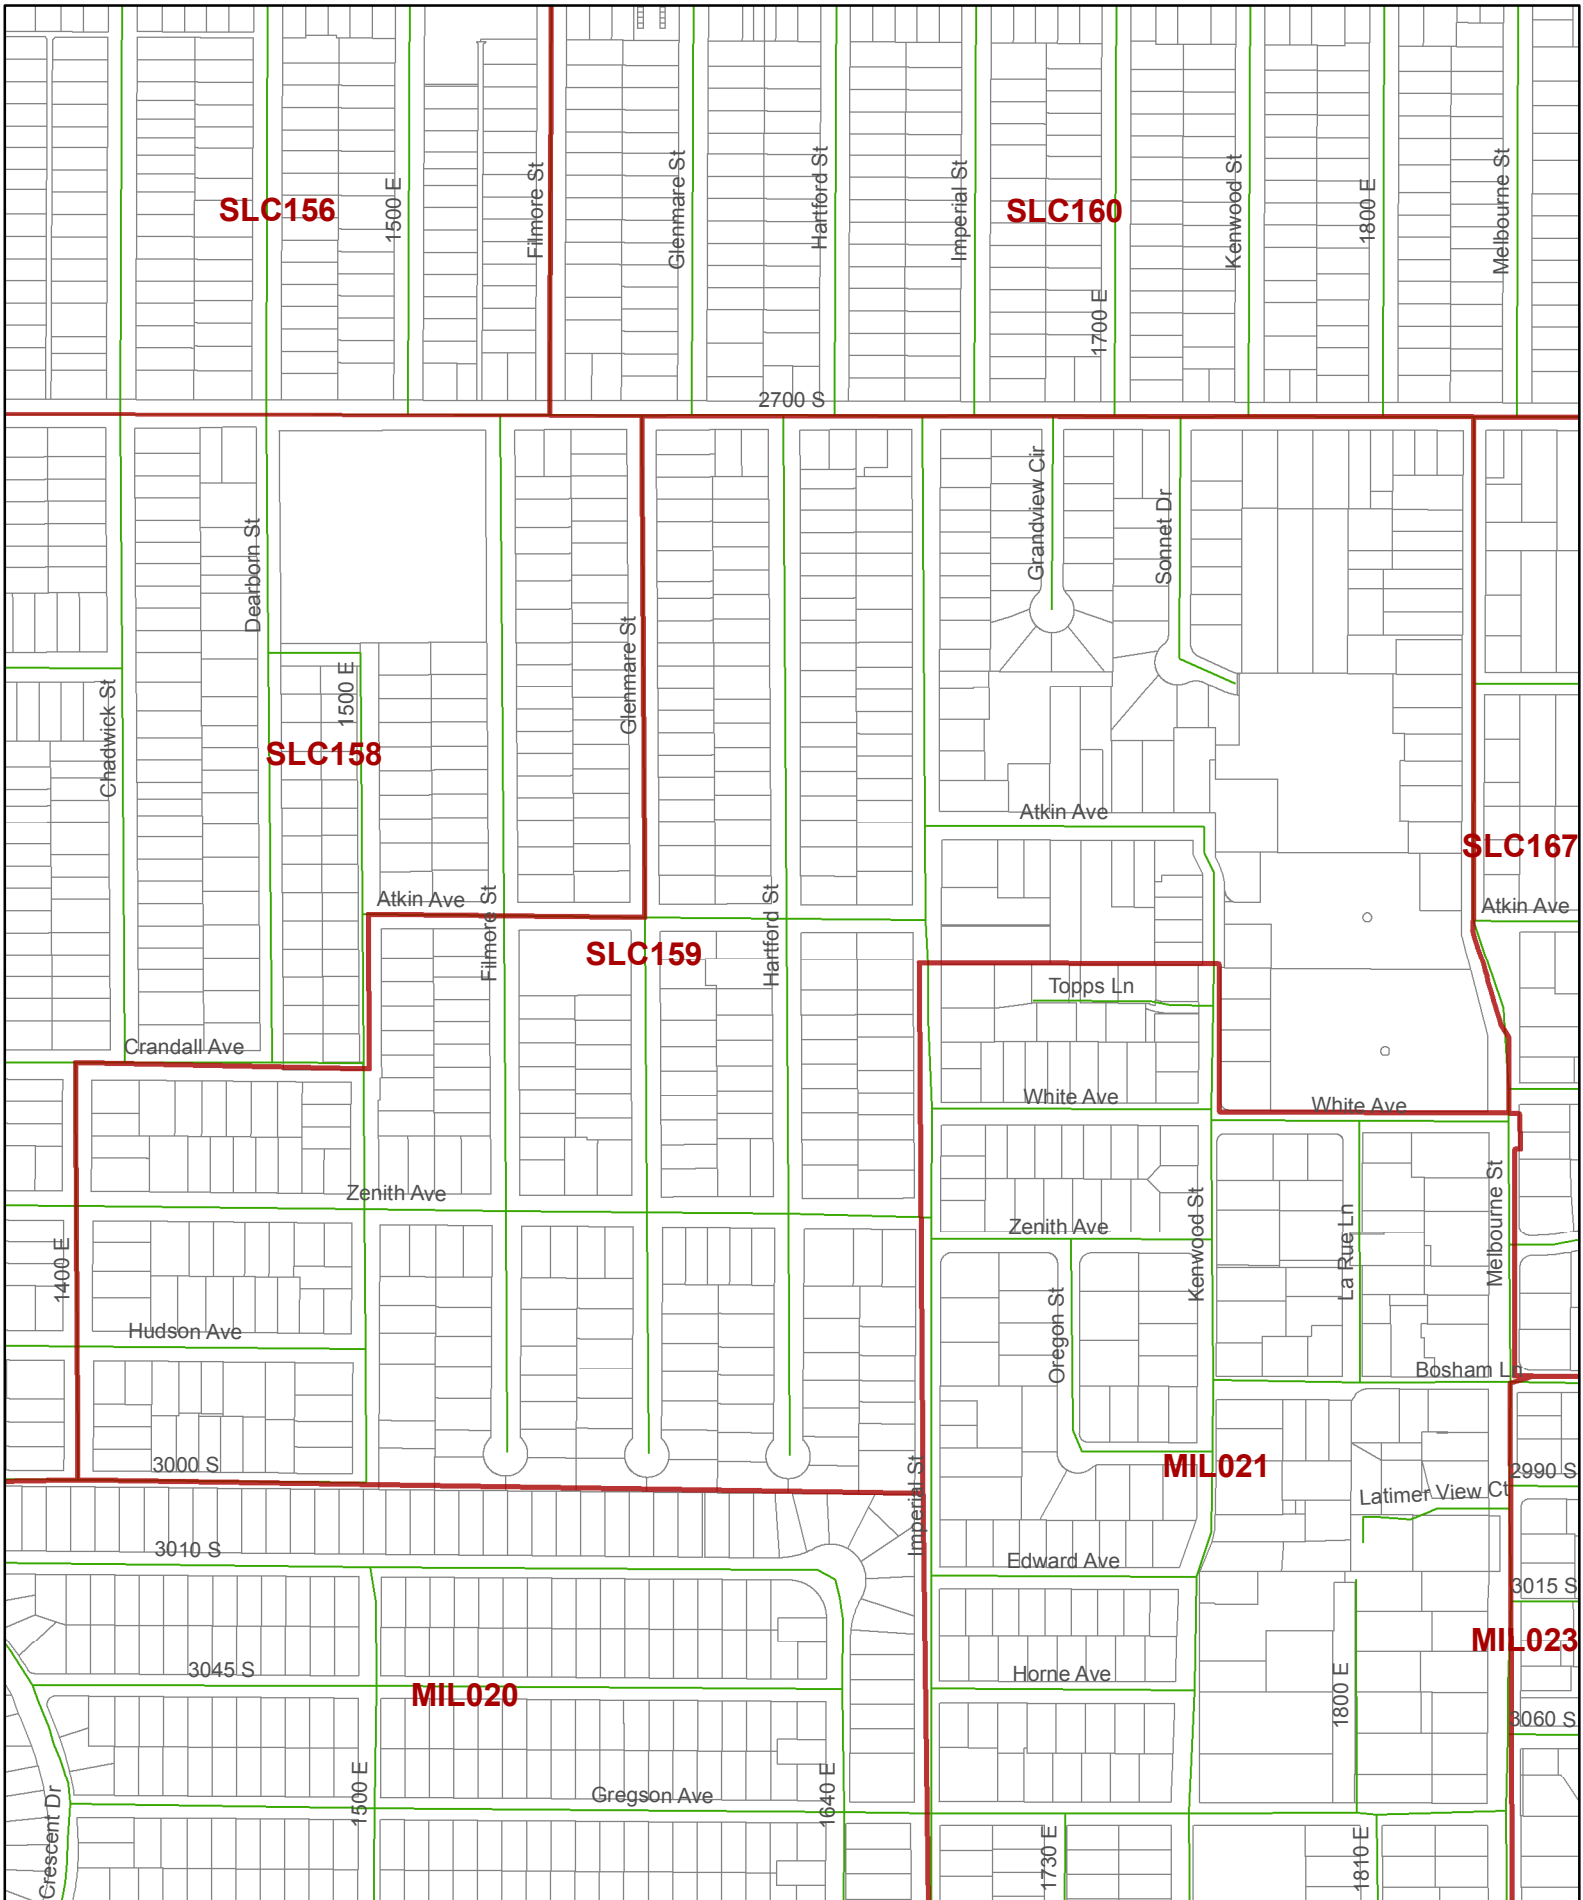 SLC156
1500 E
Filmore St
Glenmare St
Hartford St
Imperial St
SLC160
1700 E
Kenwood St
1800 E
Melbourne St
2700 S
Chadwick St
Dearborn St
1500 E
SLC158
Glenmare St
Grandview Cir
Sonnet Dr
Atkin Ave
SLC167
Atkin Ave
Filmore St
SLC159
Hartford St
Atkin Ave
Topps Ln
Crandall Ave
White Ave
White Ave
Zenith Ave
Zenith Ave
Kenwood St
La Rue Ln
Melbourne St
1400 E
Hudson Ave
Oregon St
Bosham Ln
3000 S
Imperial St
MIL021
2990 S
Latimer View Ct
3010 S
Edward Ave
3015 S
MIL023
3045 S
Horne Ave
MIL020
1800 E
3060 S
Crescent Dr
1500 E
Gregson Ave
1640 E
1730 E
1810 E